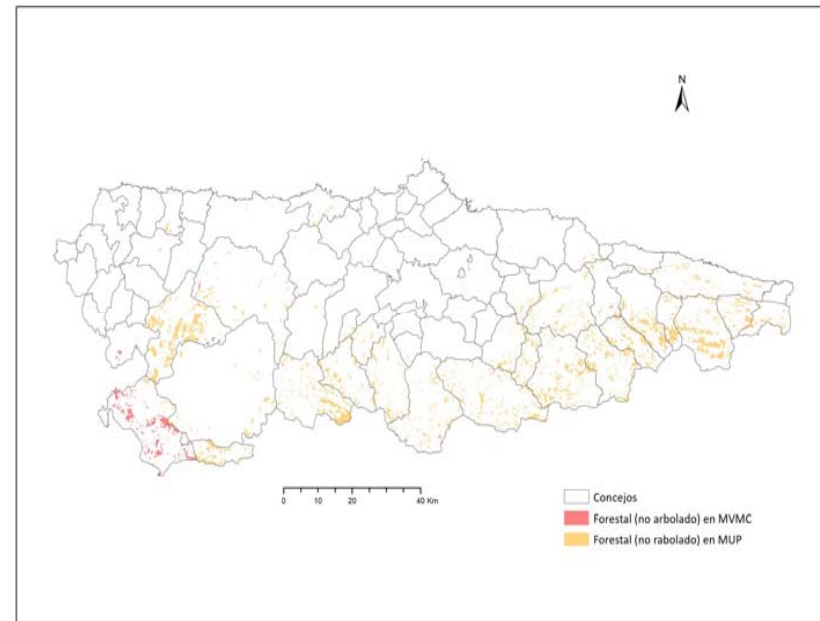 N
0 10 20 40 Km
Concejos
Forestal (no arbolado) en MVMC
Forestal (no rabolado) en MUP